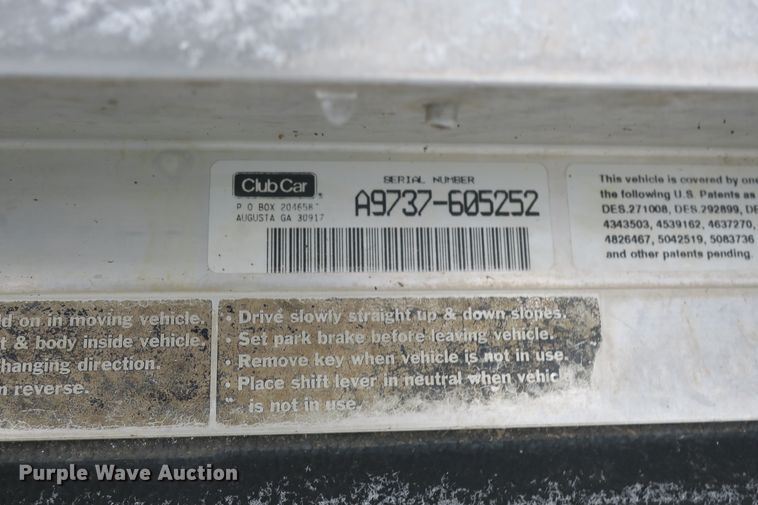 Club Car
P O BOX 204658
AUGUSTA GA 30917
SERIAL NUMBER
A9737-605252
This vehicle is covered by one
the following U.S. Patents as
DES.271008, DES.292899, DE
4343503, 4539162, 4637270,
4826467, 5042519, 5083736
and other patents pending.
on in moving vehicle.
& body inside vehicle
changing direction.
reverse.
• Drive slowly straight up & down slopes.
• Set park brake before leaving vehicle.
• Remove key when vehicle is not in use.
• Place shift lever in neutral when vehic
is not in use.
Purple Wave Auction